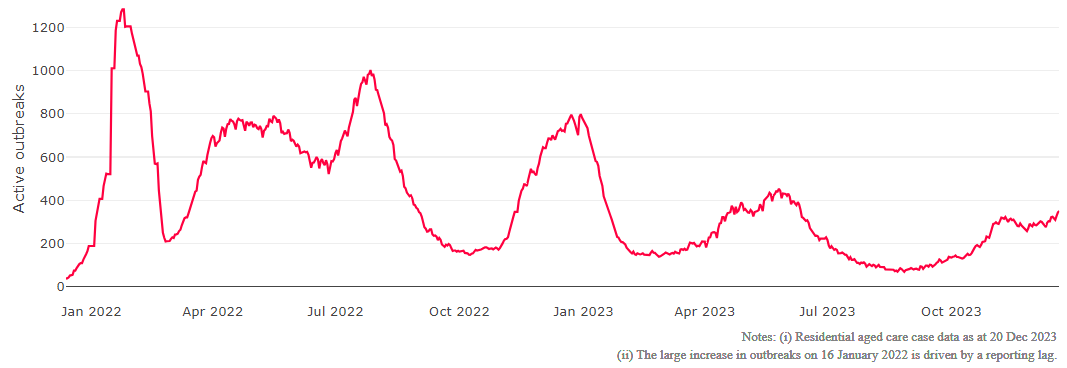 Active outbreaks
1200
1000
800
600
400
200
0
Jan 2022 Apr 2022 Jul 2022 Oct 2022 Jan 2023 Apr 2023 Jul 2023 Oct 2023
Notes: (i) Residential aged care case data as at 20 Dec 2023
(ii) The large increase in outbreaks on 16 January 2022 is driven by a reporting lag.